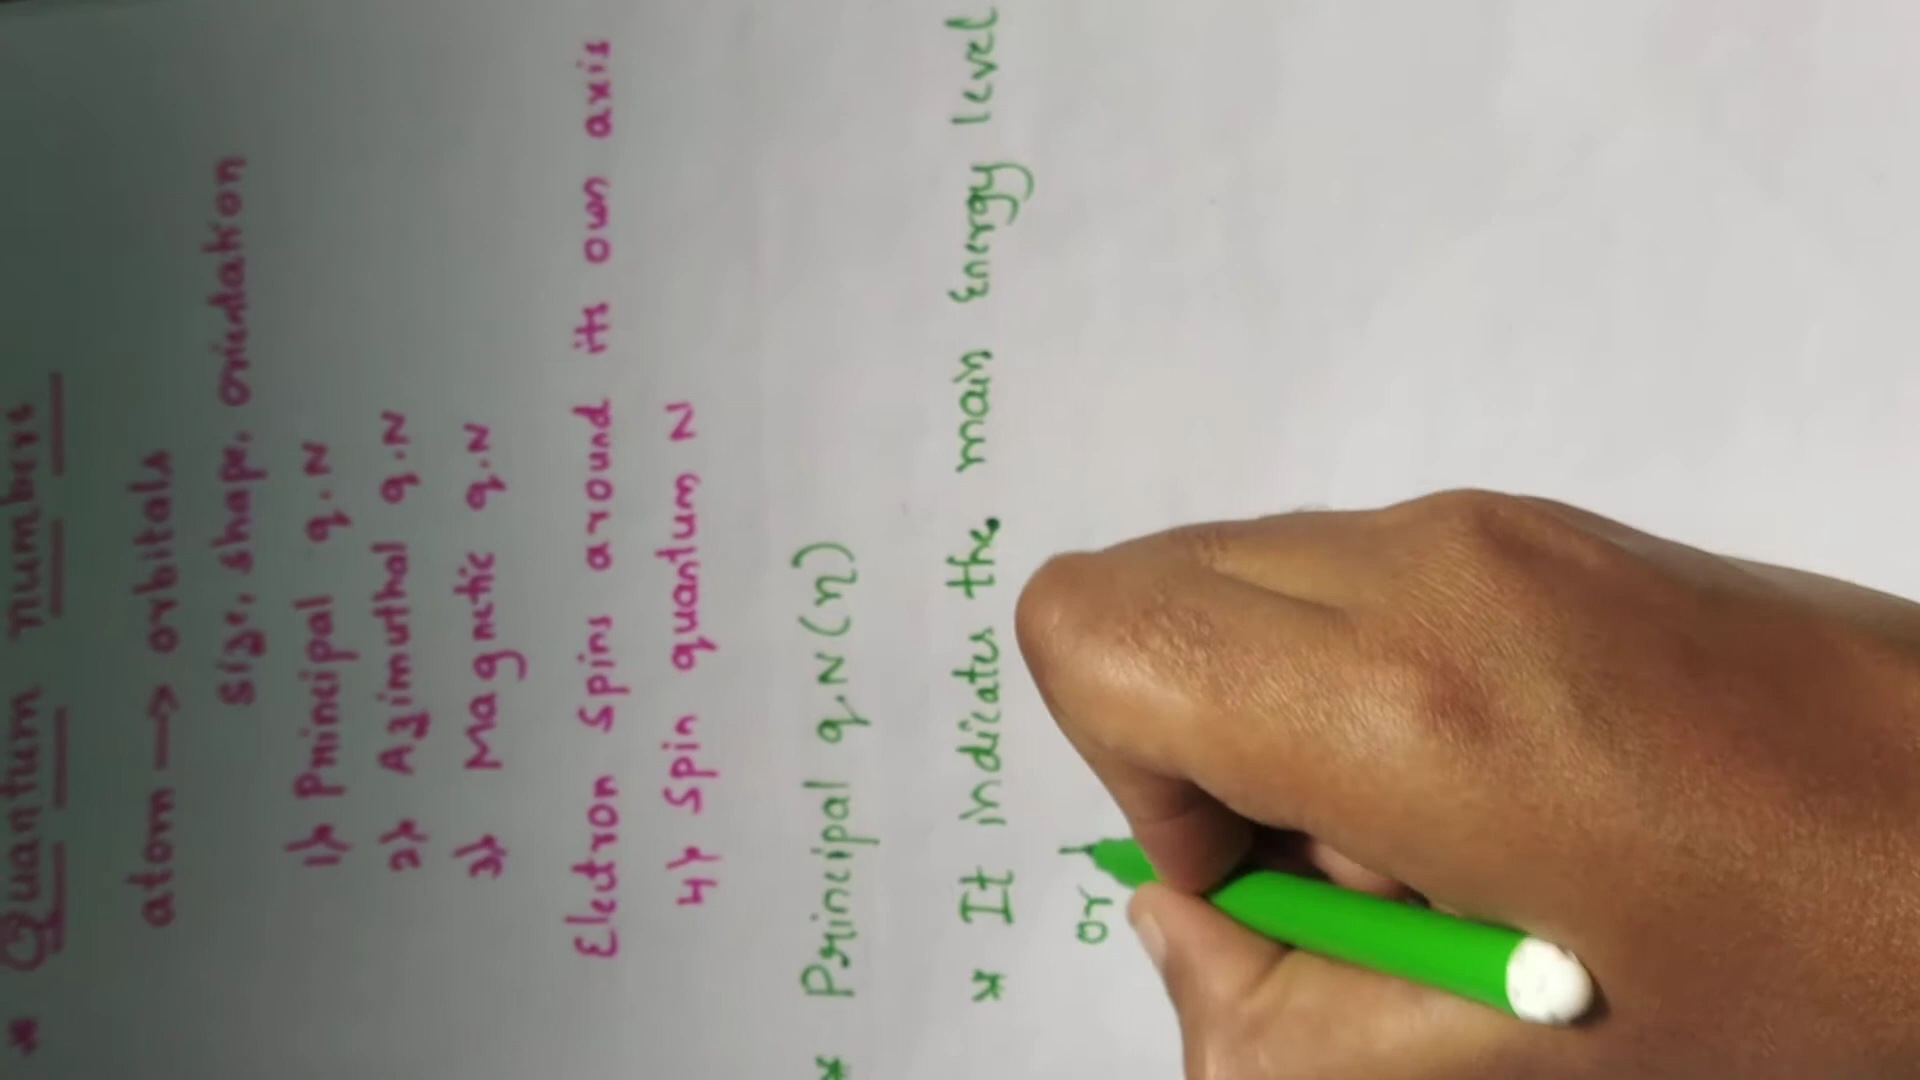 * Quantum numbers
atom → orbitals
size, shape, orientation
1) Principal q.N
2) Azimuthal q.N
3) Magnetic q.N
Electron spins around its own axis
4) Spin quantum N
* Principal q.N (n)
* It indicates the main Energy level
or